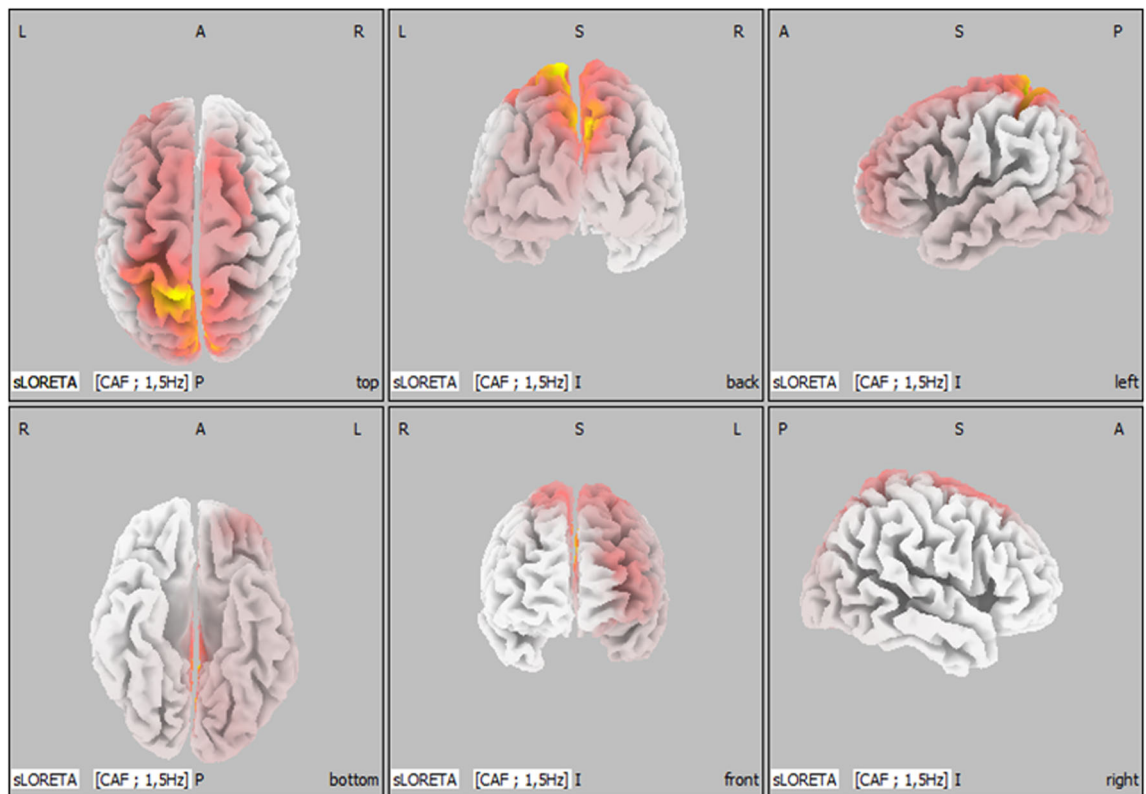 L A R
sLORETA [CAF ; 1,5Hz] P top
L S R
sLORETA [CAF ; 1,5Hz] I back
A S P
sLORETA [CAF ; 1,5Hz] I left
R A L
sLORETA [CAF ; 1,5Hz] P bottom
R S L
sLORETA [CAF ; 1,5Hz] I front
P S A
sLORETA [CAF ; 1,5Hz] I right